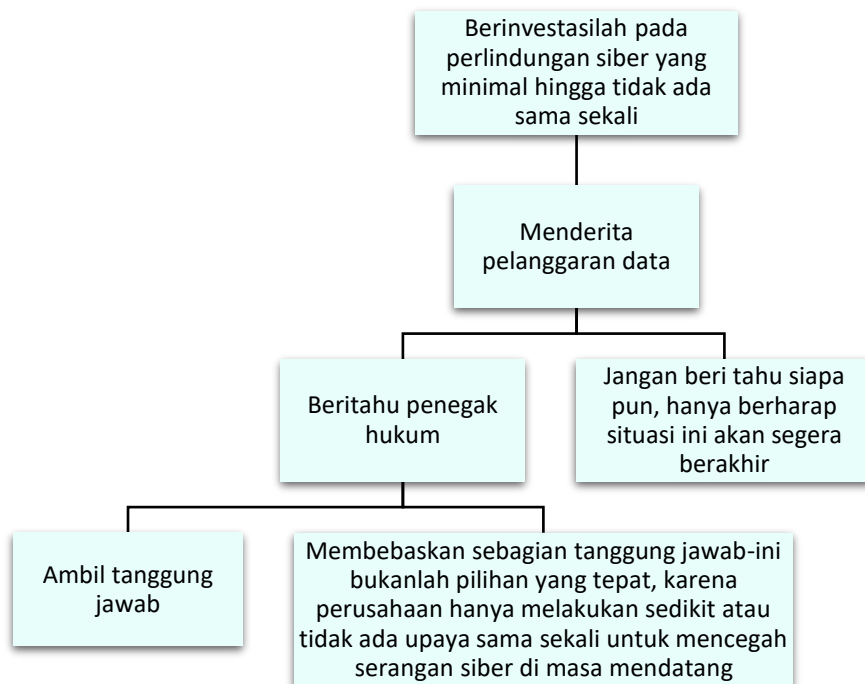 Berinvestasilah pada
perlindungan siber yang
minimal hingga tidak ada
sama sekali
Menderita
pelanggaran data
Beritahu penegak
hukum
Jangan beri tahu siapa
pun, hanya berharap
situasi ini akan segera
berakhir
Ambil tanggung
jawab
Membebaskan sebagian tanggung jawab-ini
bukanlah pilihan yang tepat, karena
perusahaan hanya melakukan sedikit atau
tidak ada upaya sama sekali untuk mencegah
serangan siber di masa mendatang